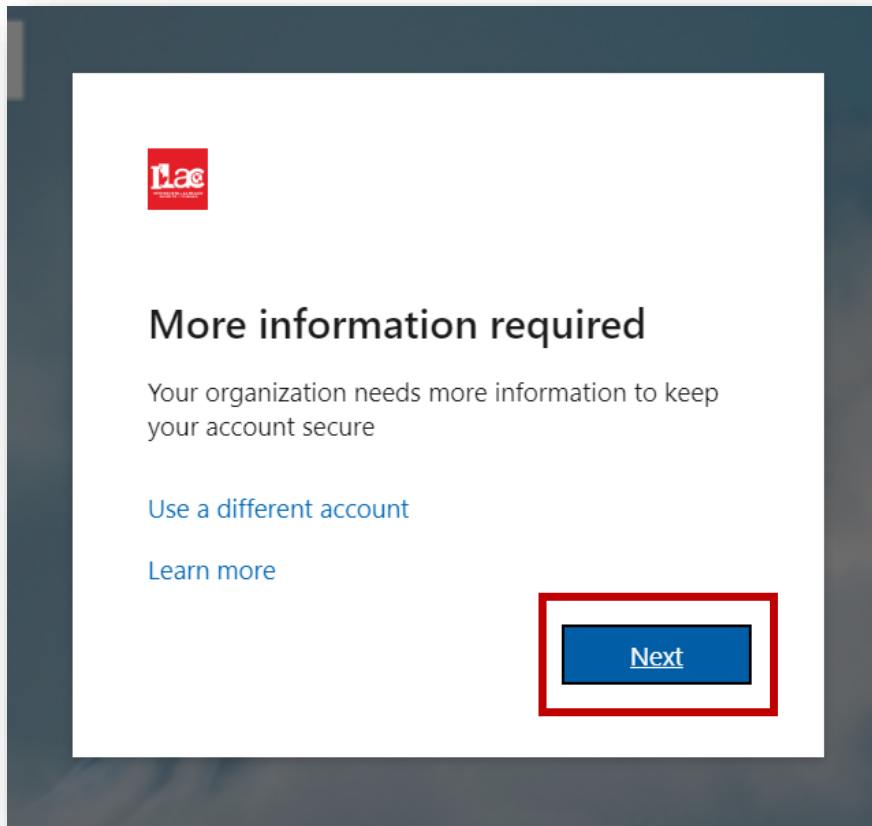 ILac
More information required
Your organization needs more information to keep
your account secure
Use a different account
Learn more
Next